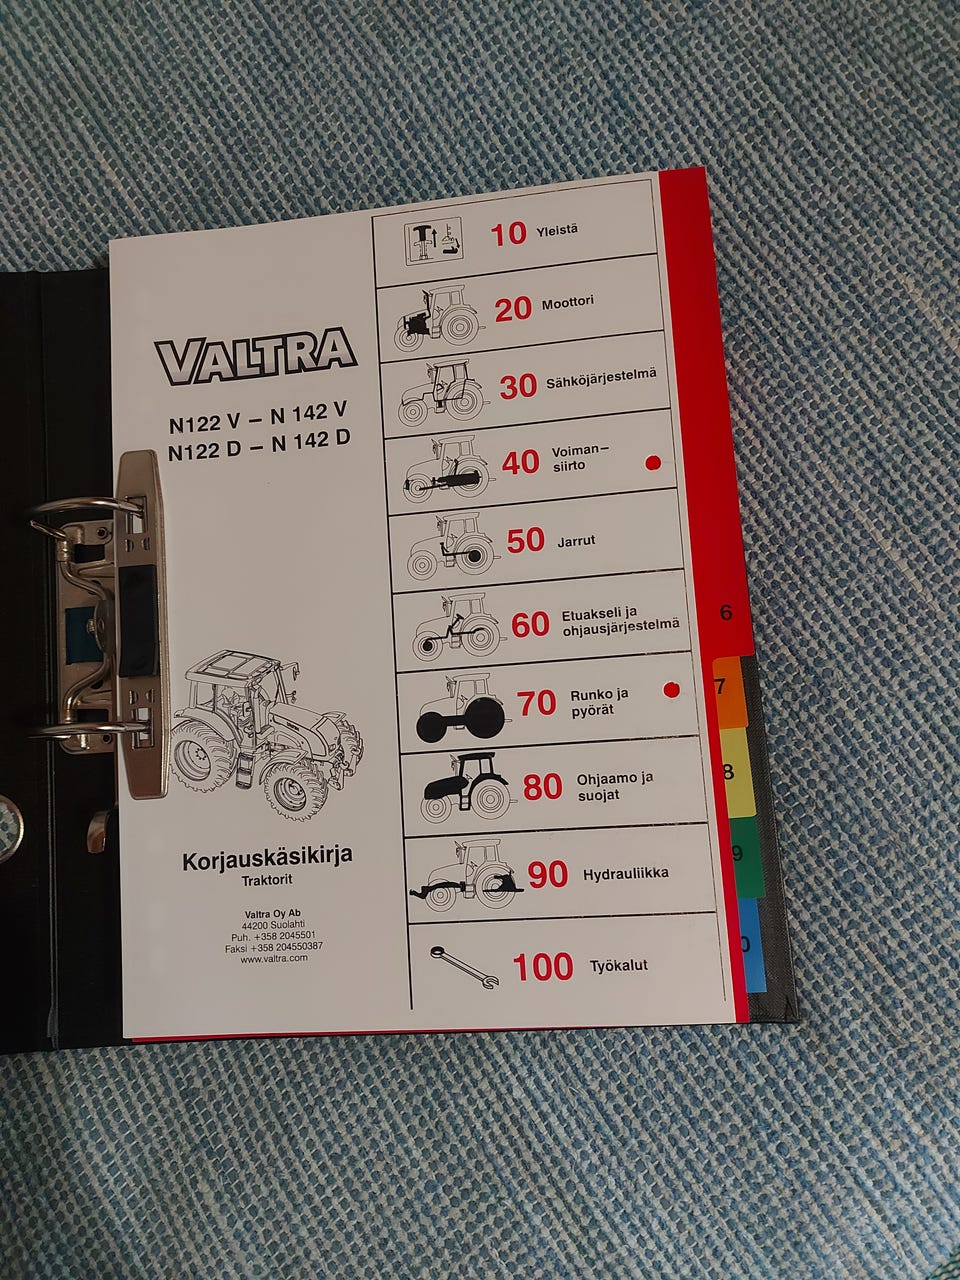 VALTRA
N122 V – N 142 V
N122 D – N 142 D
Korjauskäsikirja
Traktorit
Valtra Oy Ab
44200 Suolahti
Puh. +358 2045501
Faksi +358 204550387
www.valtra.com
10 Yleistä
20 Moottori
30 Sähköjärjestelmä
40 Voiman–
siirto
50 Jarrut
60 Etuakseli ja
ohjausjärjestelmä
70 Runko ja
pyörät
80 Ohjaamo ja
suojat
90 Hydrauliikka
100 Työkalut
6
7
8
9